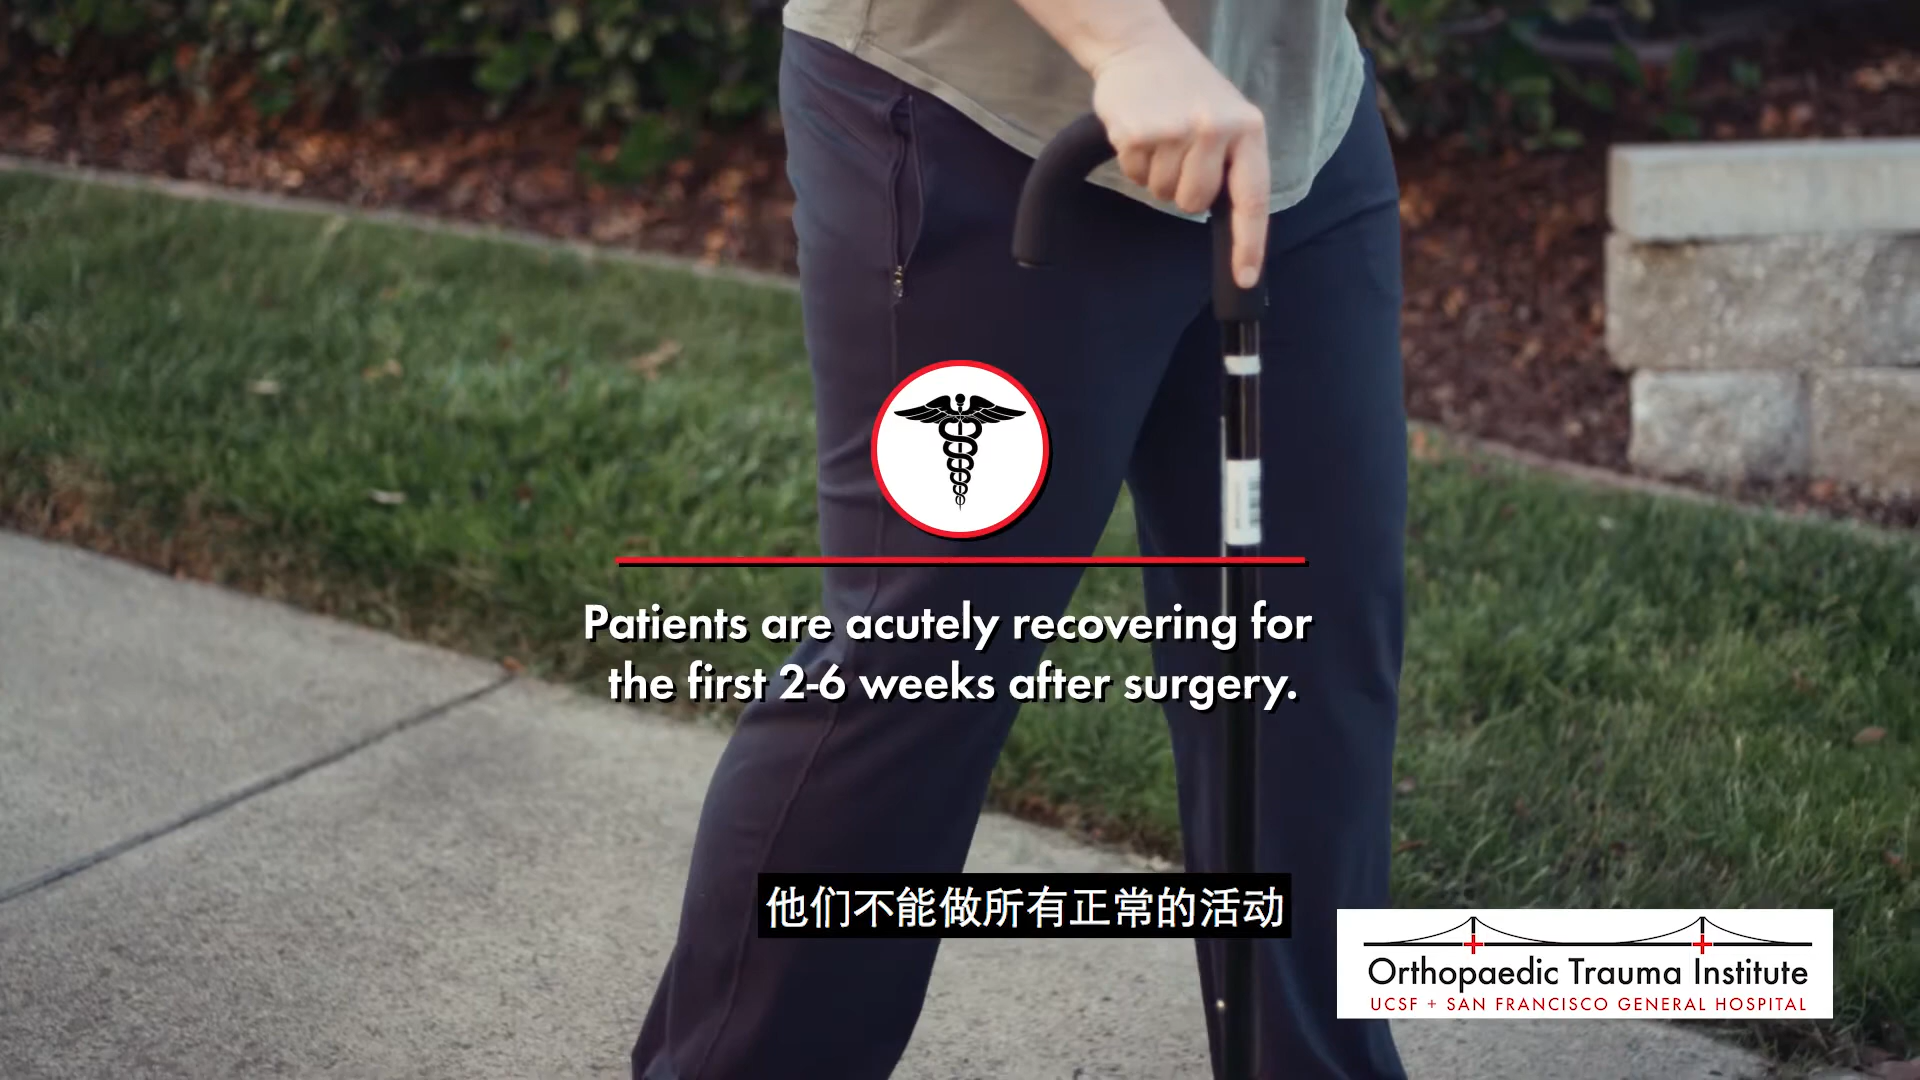 Patients are acutely recovering for
the first 2-6 weeks after surgery.
他们不能做所有正常的活动
Orthopaedic Trauma Institute
UCSF + SAN FRANCISCO GENERAL HOSPITAL